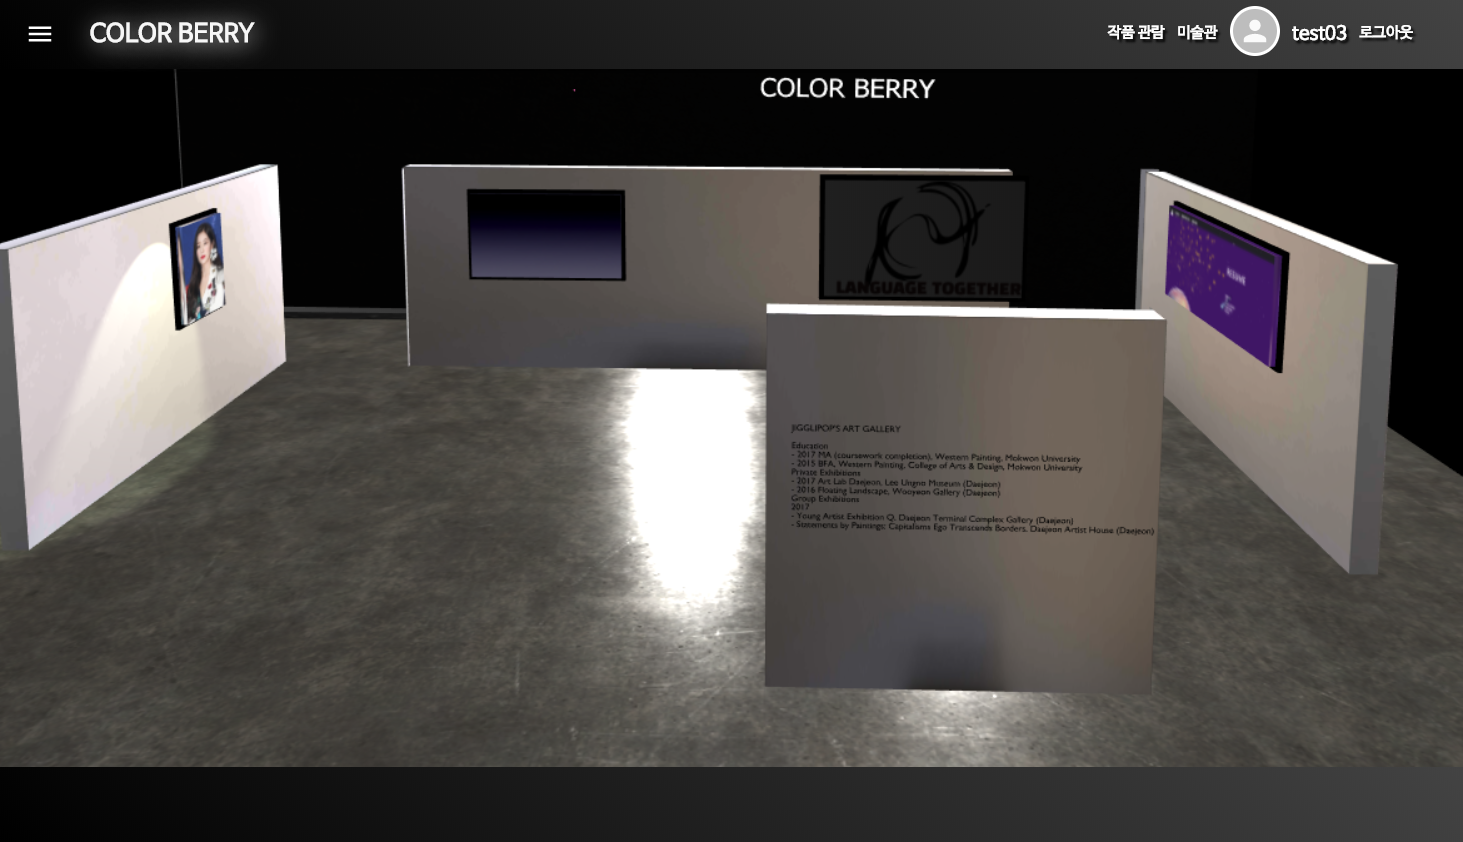 COLOR BERRY
작품 관람 미술관 test03 로그아웃
COLOR BERRY
LANGUAGE TOGETHER
JIGGLIPOP'S ART GALLERY
Education
- 2017 MA (coursework completion), Western Painting, Mokwon University
- 2015 BFA, Western Painting, College of Arts & Design, Mokwon University
Private Exhibitions
- 2017 Art Lab Daejeon, Lee Ungno Museum (Daejeon)
- 2016 Floating Landscape, Wooyeon Gallery (Daejeon)
Group Exhibitions
2017
- Young Artist Exhibition Q, Daejeon Terminal Complex Gallery (Daejeon)
- Statements by Paintings: Capitalisms Ego Transcends Borders, Daejeon Artist House (Daejeon)